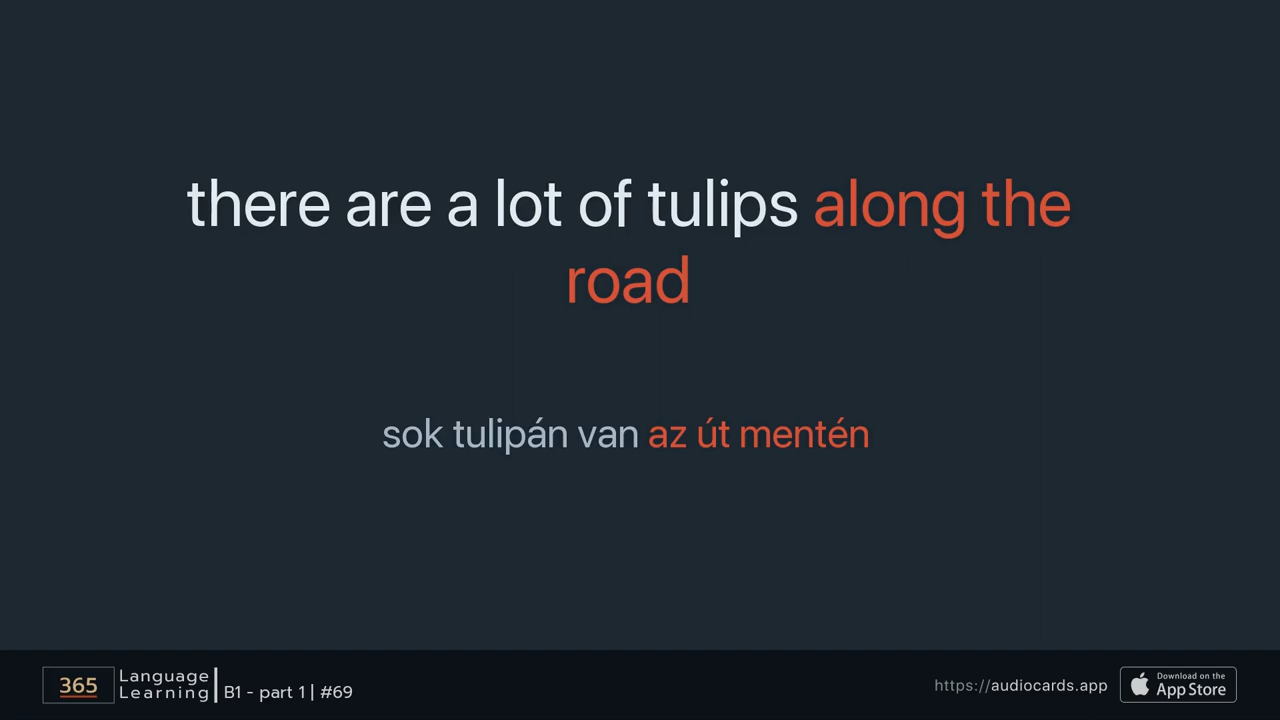 there are a lot of tulips along the
road
sok tulipán van az út mentén
365
Language
Learning
B1 - part 1 | #69
https://audiocards.app
Download on the
App Store